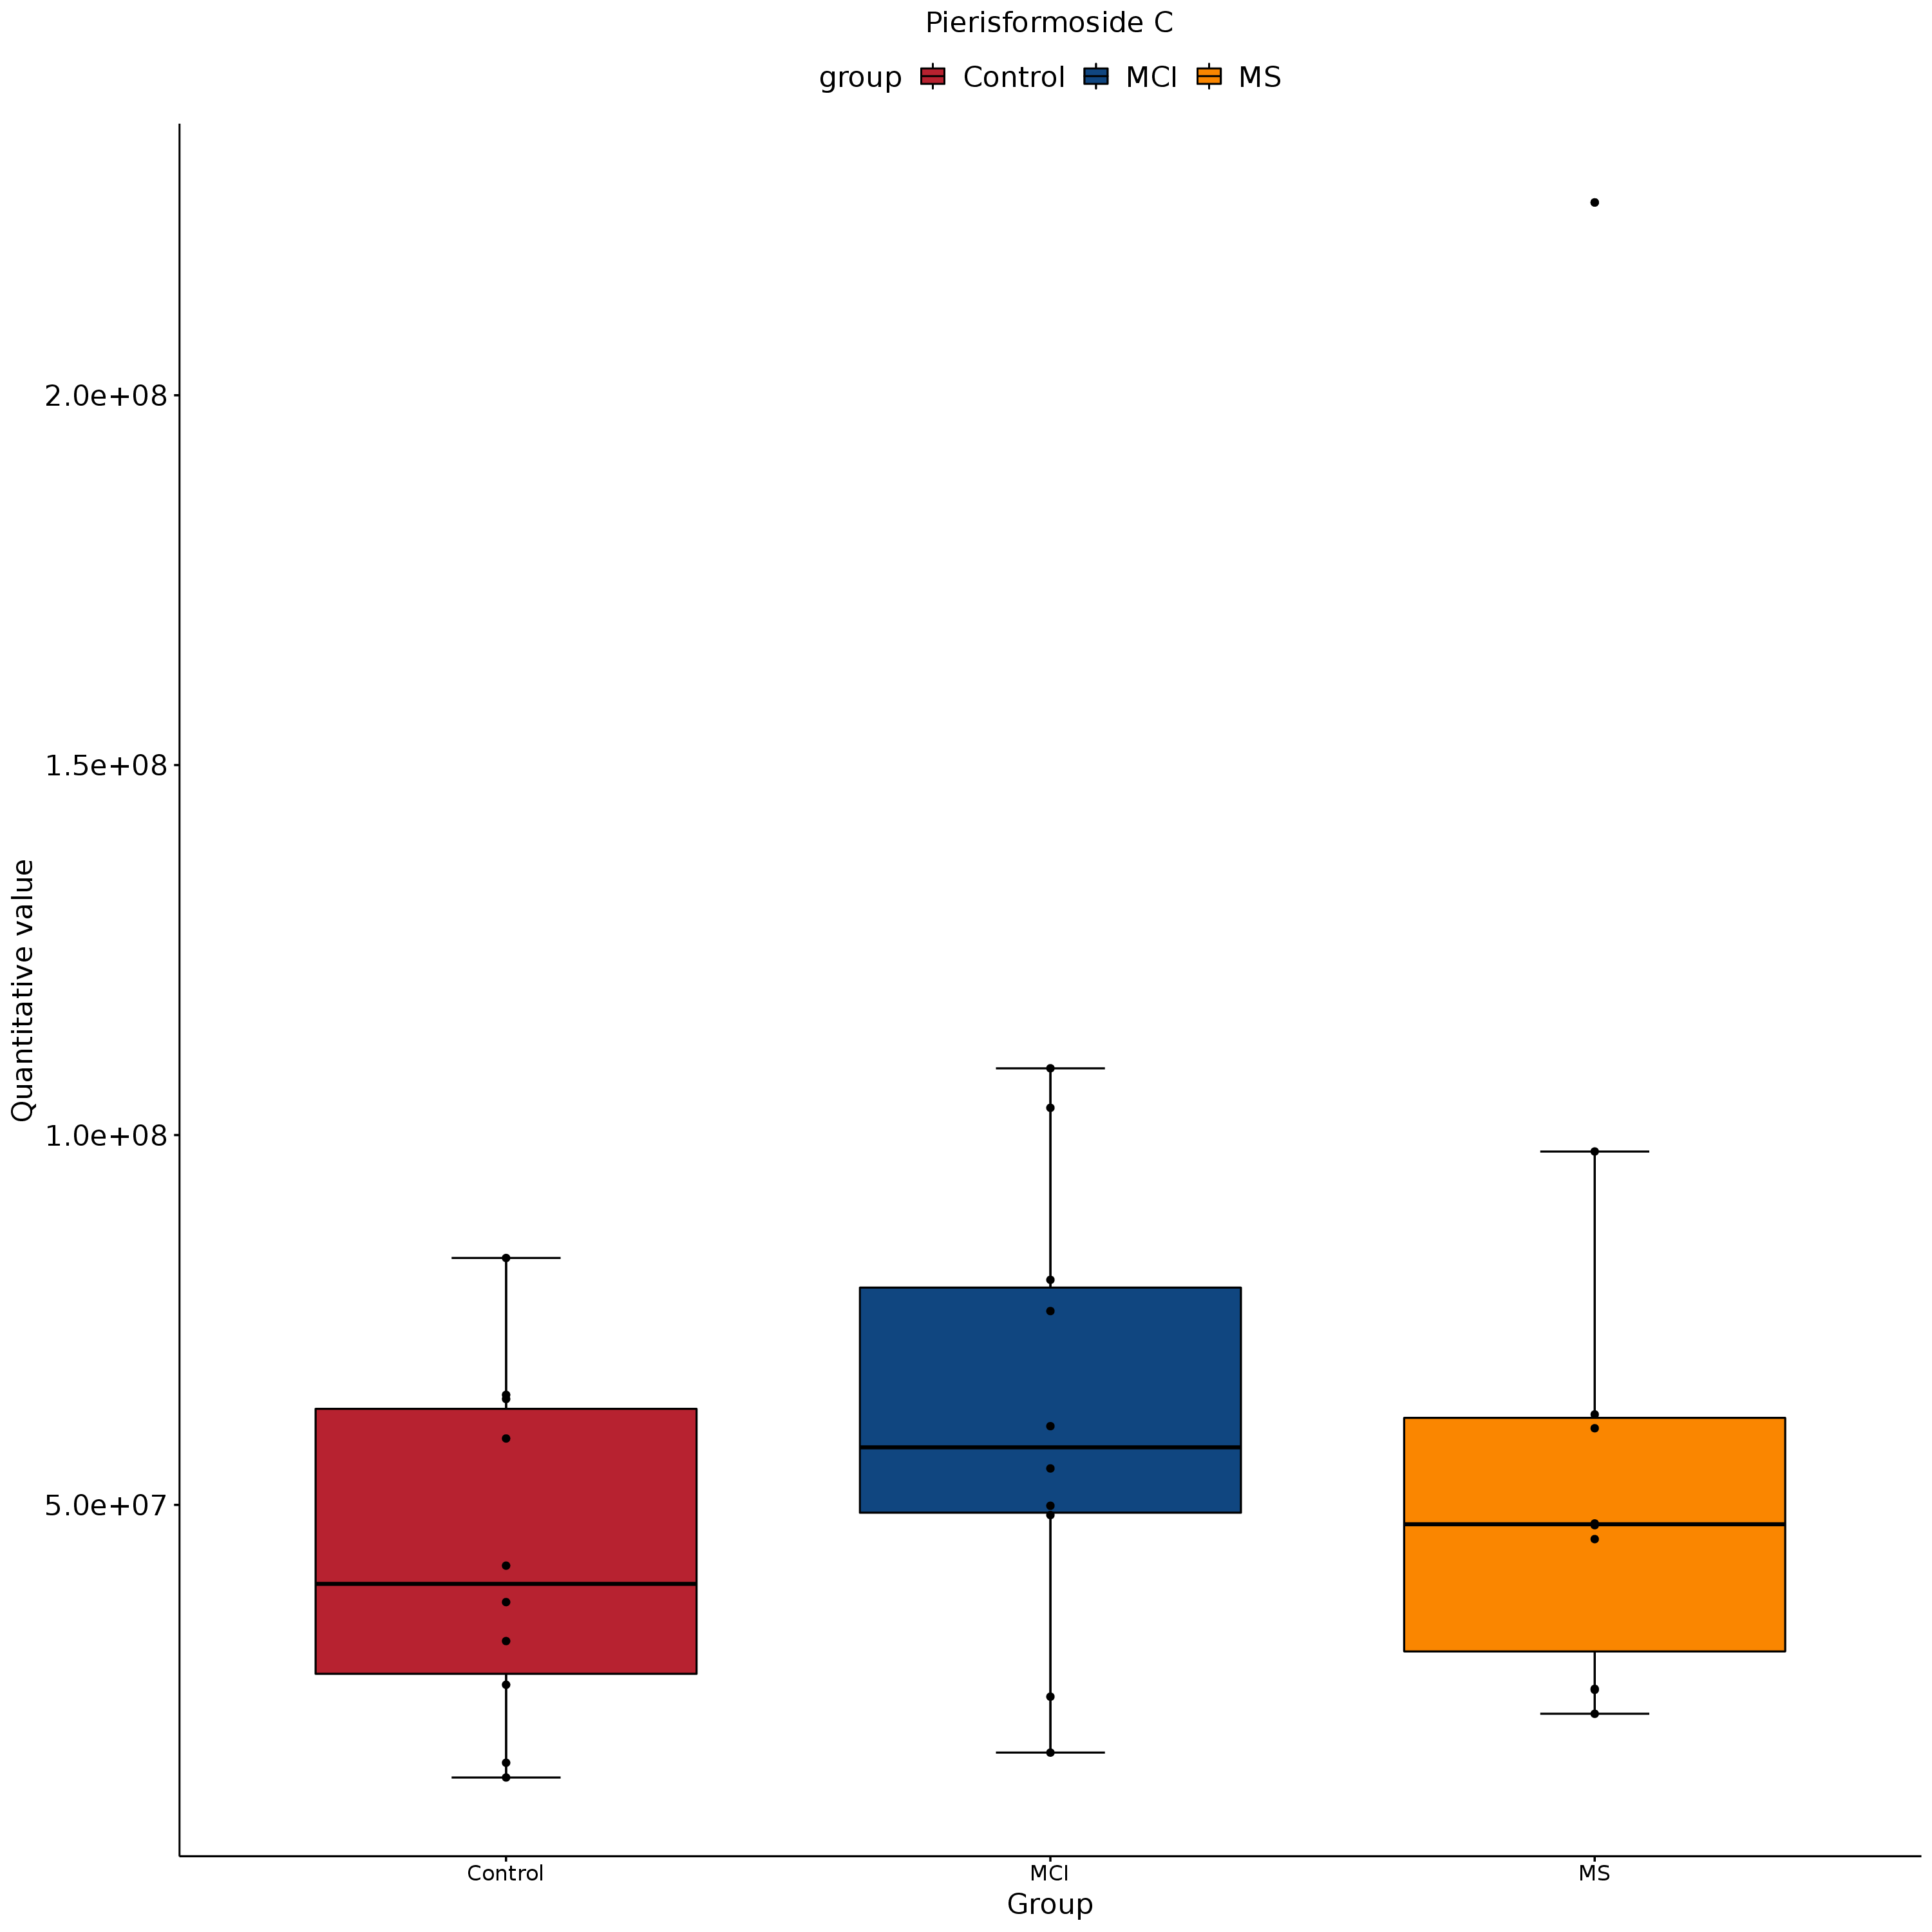 Pierisformoside C
group Control MCI MS
2.0e+08
1.5e+08
1.0e+08
5.0e+07
Quantitative value
Control MCI MS
Group